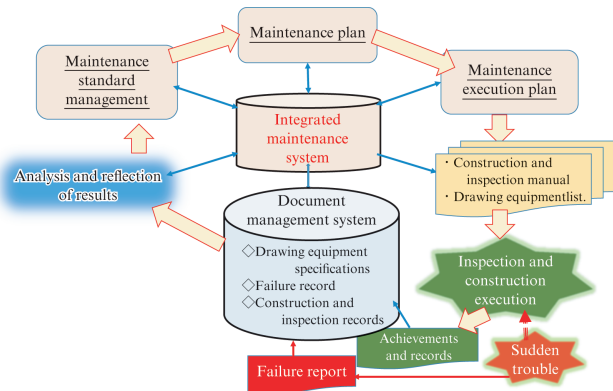 Maintenance plan
Maintenance
standard
management
Maintenance
execution plan
Integrated
maintenance
system
・ Construction and
inspection manual
・ Drawing equipmentlist.
Analysis and reflection
of results
Document
management system
◇Drawing equipment
specifications
◇Failure record
◇Construction and
inspection records
Inspection and
construction
execution
Achievements
and records
Sudden
trouble
Failure report